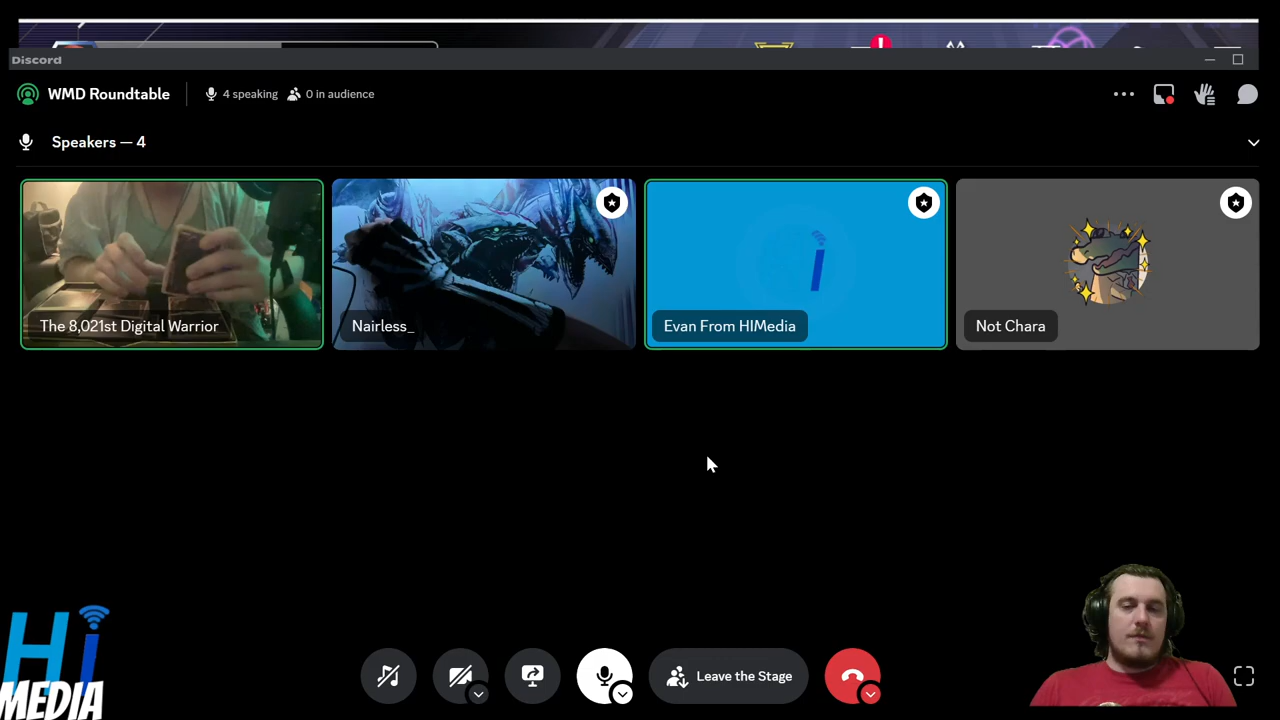 Discord
WMD Roundtable
4 speaking
0 in audience
Speakers — 4
The 8,021st Digital Warrior
Nairless_
Evan From HIMedia
Not Chara
Leave the Stage
Hi
MEDIA